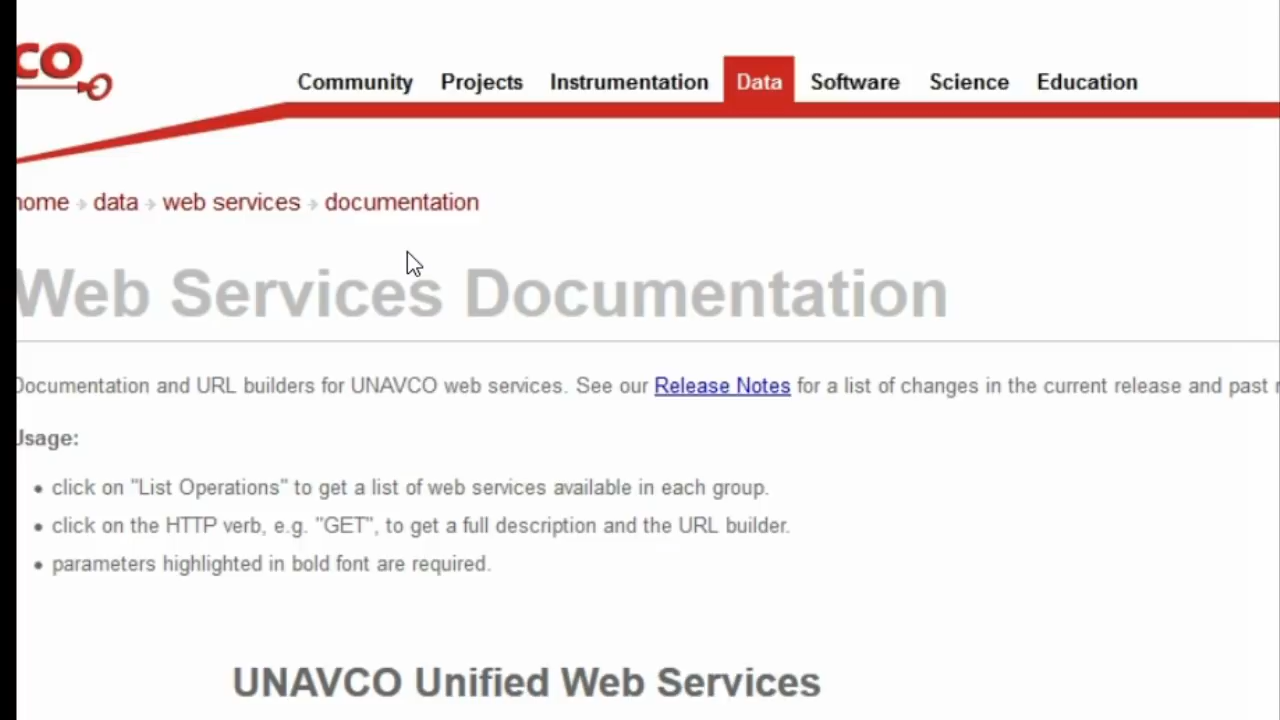 CO
Community Projects Instrumentation Data Software Science Education
home data web services documentation
Web Services Documentation
Documentation and URL builders for UNAVCO web services. See our Release Notes for a list of changes in the current release and past
Usage:
• click on "List Operations" to get a list of web services available in each group.
• click on the HTTP verb, e.g. "GET", to get a full description and the URL builder.
• parameters highlighted in bold font are required.
UNAVCO Unified Web Services